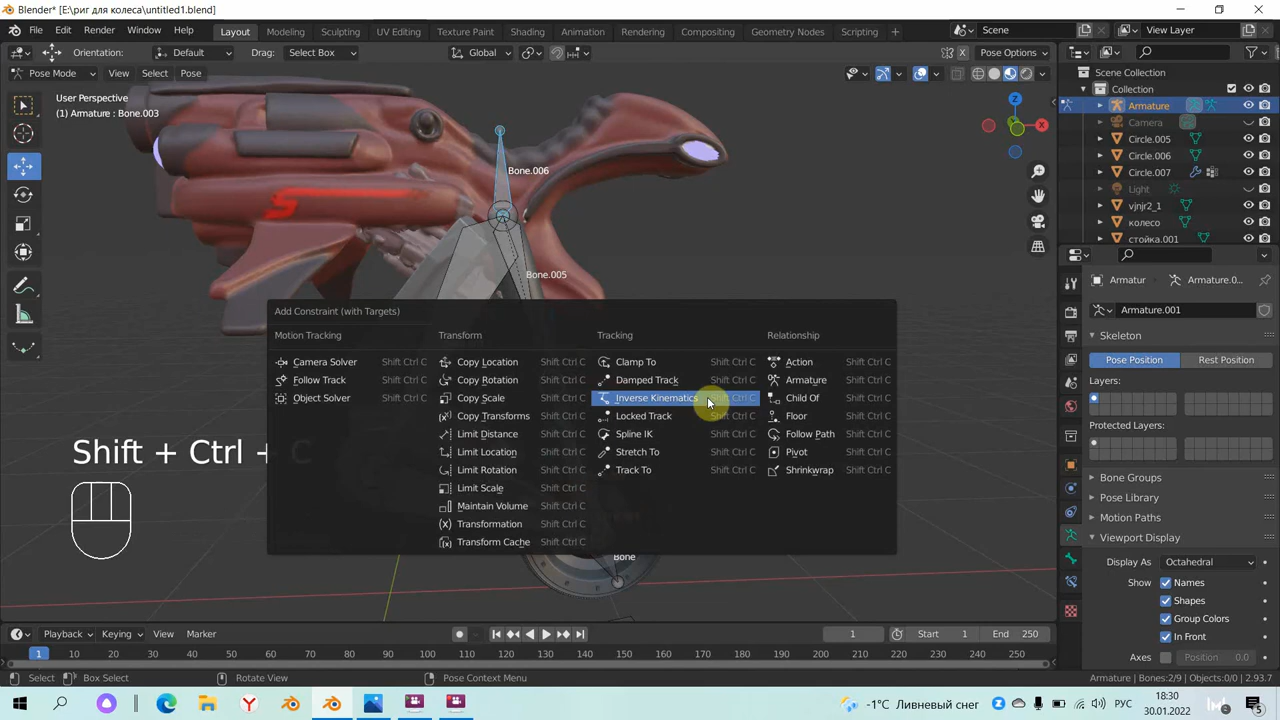 Blender* [E:\риг для колеса\untitled1.blend]
File Edit Render Window Help Layout Modeling Sculpting UV Editing Texture Paint Shading Animation Rendering Compositing Geometry Nodes Scripting + Scene View Layer
Orientation: Default Drag: Select Box Global X Pose Options
Pose Mode View Select Pose
User Perspective
(1) Armature : Bone.003
Bone.006
Bone.005
Bone
S
Z
X
Add Constraint (with Targets)
Motion Tracking
Camera Solver Shift Ctrl C
Follow Track Shift Ctrl C
Object Solver Shift Ctrl C
Transform
Copy Location Shift Ctrl C
Copy Rotation Shift Ctrl C
Copy Scale Shift Ctrl C
Copy Transforms Shift Ctrl C
Limit Distance Shift Ctrl C
Limit Location Shift Ctrl C
Limit Rotation Shift Ctrl C
Limit Scale Shift Ctrl C
Maintain Volume Shift Ctrl C
Transformation Shift Ctrl C
Transform Cache Shift Ctrl C
Tracking
Clamp To Shift Ctrl C
Damped Track Shift Ctrl C
Inverse Kinematics Shift Ctrl C
Locked Track Shift Ctrl C
Spline IK Shift Ctrl C
Stretch To Shift Ctrl C
Track To Shift Ctrl C
Relationship
Action Shift Ctrl C
Armature Shift Ctrl C
Child Of Shift Ctrl C
Floor Shift Ctrl C
Follow Path Shift Ctrl C
Pivot Shift Ctrl C
Shrinkwrap Shift Ctrl C
Shift + Ctrl + C
Scene Collection
Collection
Armature
Camera
Circle.005
Circle.006
Circle.007
Light
vjnjr2_1
колесо
стойка.001
Armatur Armature.0...
Armature.001
Skeleton
Pose Position Rest Position
Layers:
Protected Layers:
Bone Groups
Pose Library
Motion Paths
Viewport Display
Display As Octahedral
Show Names
Shapes
Group Colors
In Front
Axes Position 0.0
Playback Keying View Marker 1 Start 1 End 250
1 10 20 30 40 50 60 70 80 90 100 110 120 130 140 150 160 170 180 190 200 210 220 230 240 250
Select Box Select Rotate View Pose Context Menu Armature | Bones:2/9 | Objects:0/0 | 2.93.7
-1°C Ливневый снег РУС 18:30
30.01.2022
5